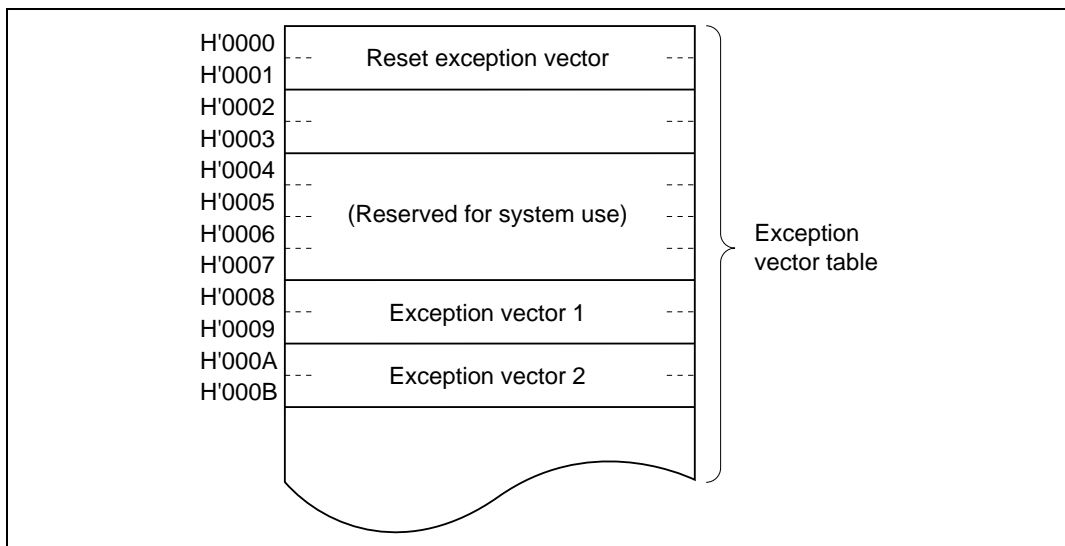 H'0000
Reset exception vector
H'0001
H'0002
H'0003
H'0004
H'0005
(Reserved for system use)
H'0006
H'0007
Exception
vector table
H'0008
Exception vector 1
H'0009
H'000A
Exception vector 2
H'000B